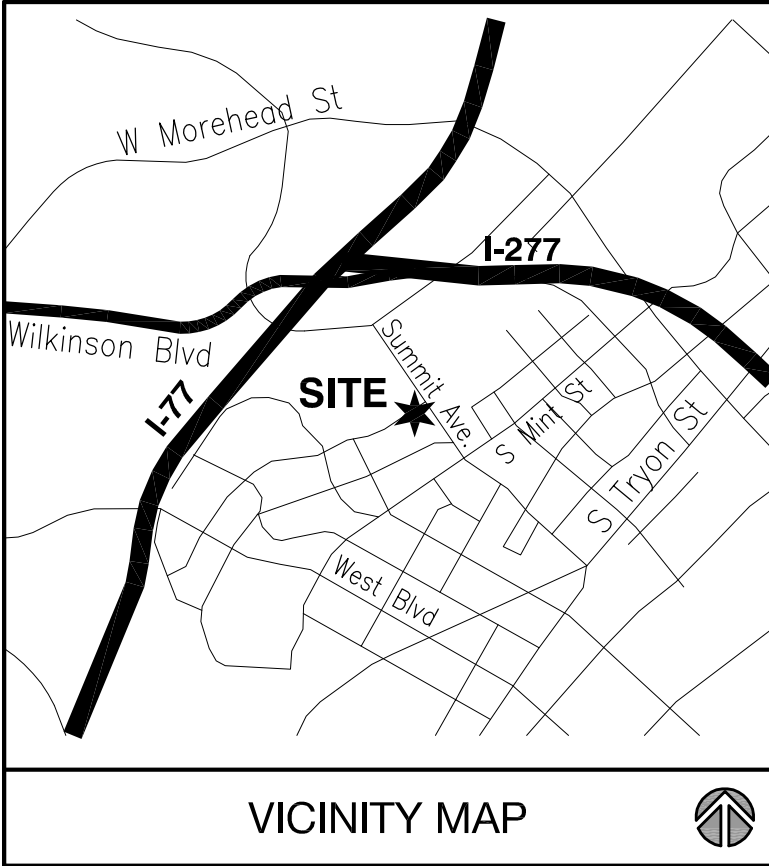 W Morehead St
I-277
Wilkinson Blvd
Summit Ave.
I-77
SITE
S Mint St
S Tryon St
West Blvd
VICINITY MAP